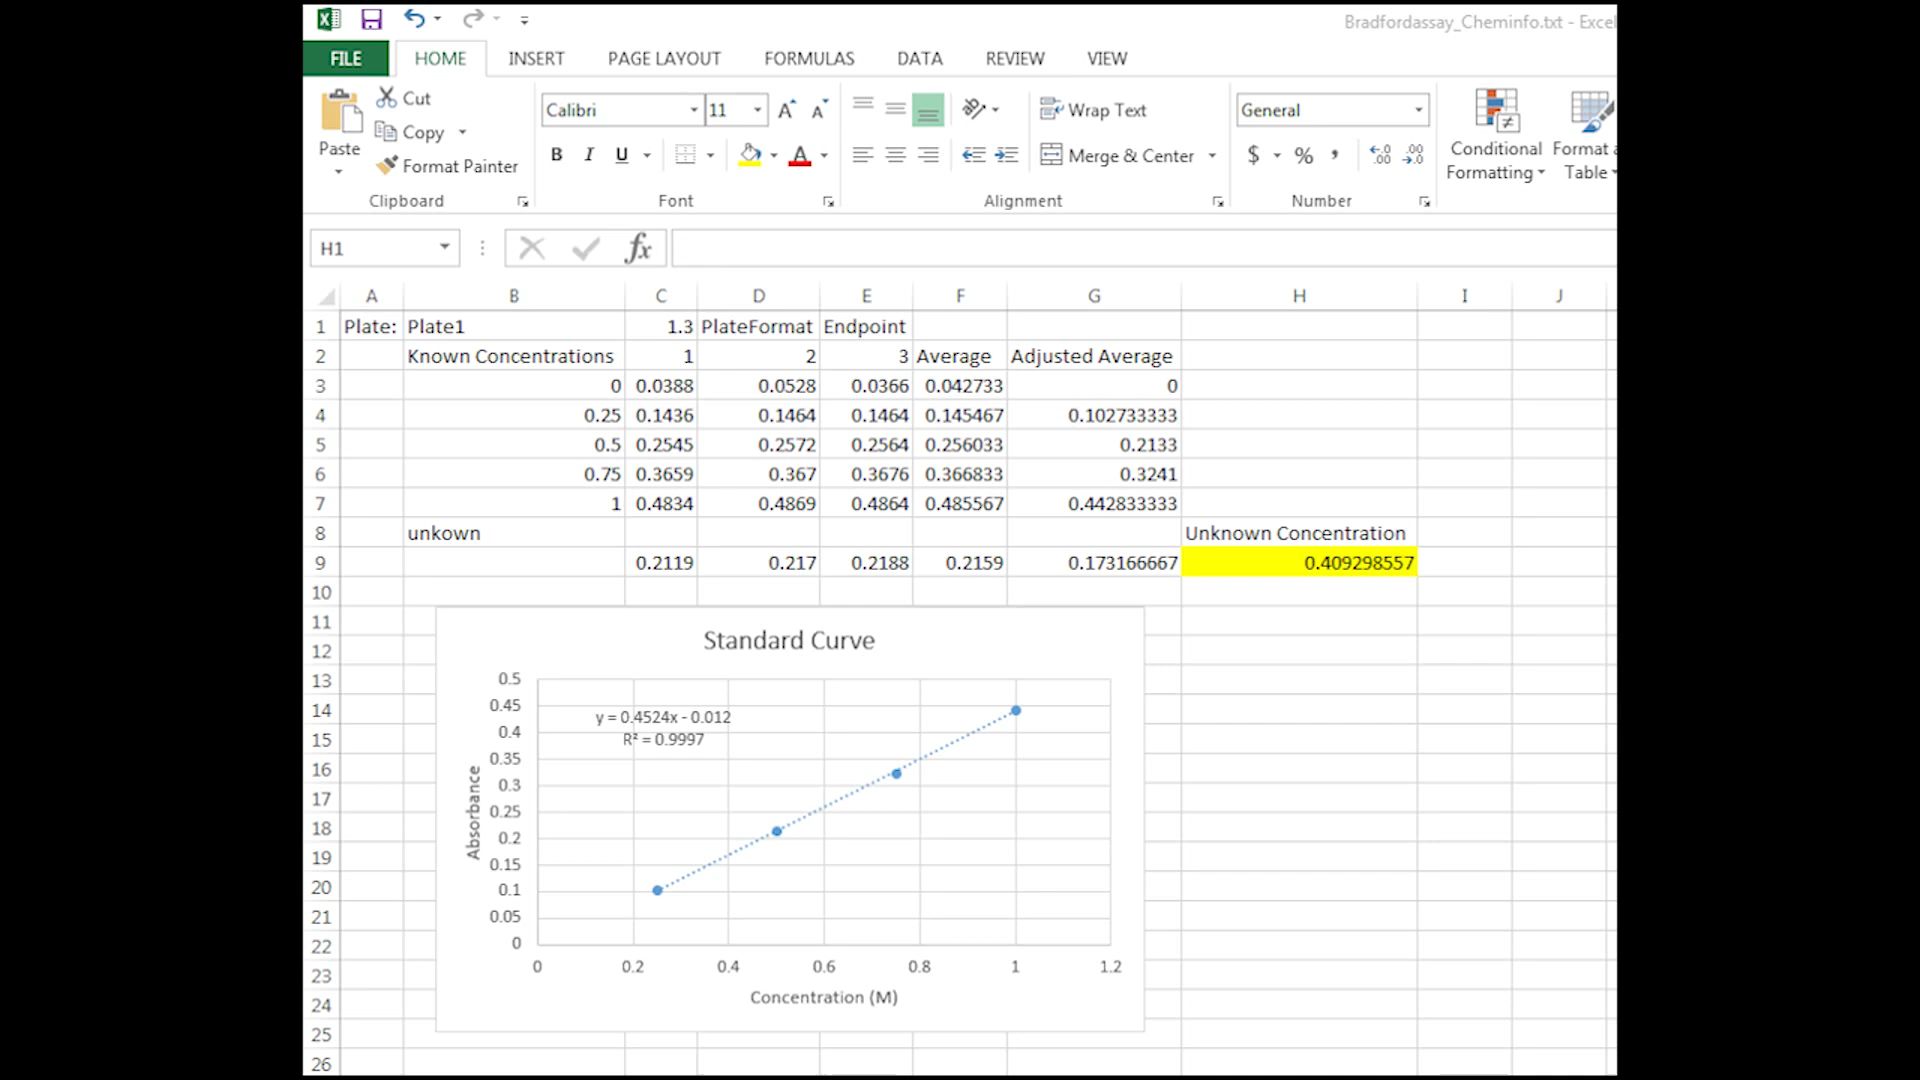 Bradfordassay_Cheminfo.txt - Excel
FILE HOME INSERT PAGE LAYOUT FORMULAS DATA REVIEW VIEW
Paste
Cut
Copy
Format Painter
Clipboard
Calibri 11
B I U
Font
Wrap Text
Merge & Center
Alignment
General
$ % ,
Number
Conditional Formatting
Format a
Table
H1 fx
A B C D E F G H I J
1 Plate: Plate1 1.3 PlateFormat Endpoint
2 Known Concentrations 1 2 3 Average Adjusted Average
3 0 0.0388 0.0528 0.0366 0.042733 0
4 0.25 0.1436 0.1464 0.1464 0.145467 0.102733333
5 0.5 0.2545 0.2572 0.2564 0.256033 0.2133
6 0.75 0.3659 0.367 0.3676 0.366833 0.3241
7 1 0.4834 0.4869 0.4864 0.485567 0.442833333
8 unkown Unknown Concentration
9 0.2119 0.217 0.2188 0.2159 0.173166667 0.409298557
10
11
12
13
14
15
16
17
18
19
20
21
22
23
24
25
26
Standard Curve
y = 0.4524x - 0.012
R² = 0.9997
Absorbance
0.5
0.45
0.4
0.35
0.3
0.25
0.2
0.15
0.1
0.05
0
0 0.2 0.4 0.6 0.8 1 1.2
Concentration (M)